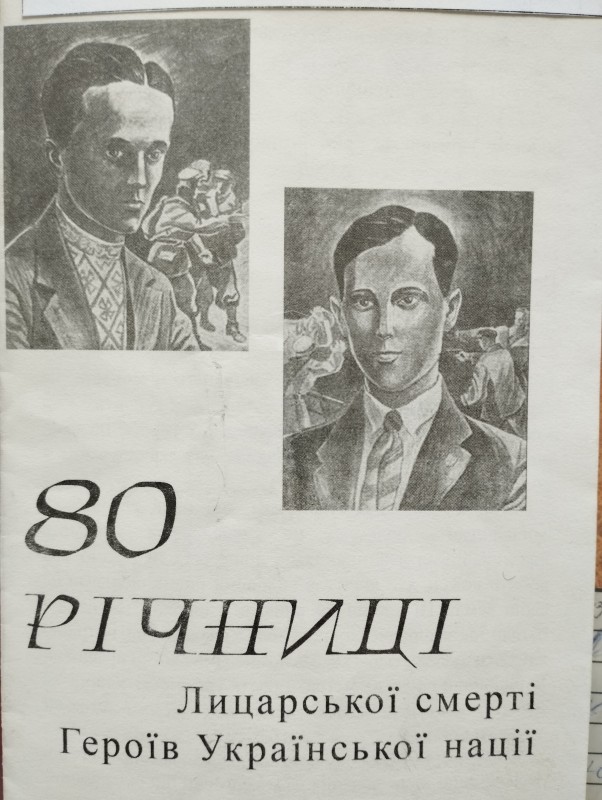 80
РІЧНИЦІ
Лицарської смерті
Героїв Української нації